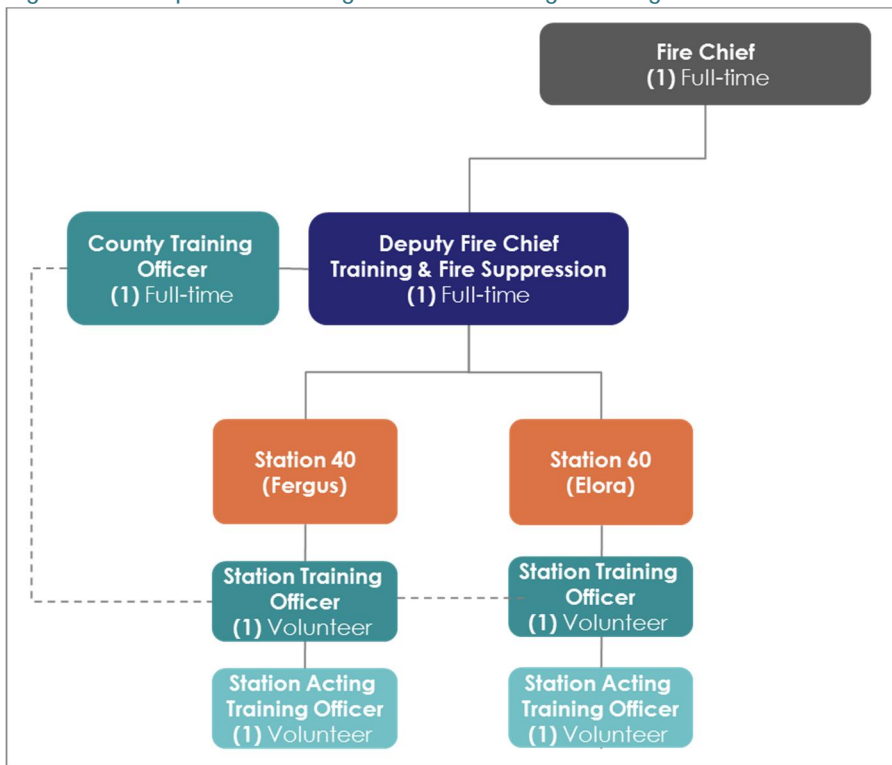 Fire Chief
(1) Full-time
County Training
Officer
(1) Full-time
Deputy Fire Chief
Training & Fire Suppression
(1) Full-time
Station 40
(Fergus)
Station 60
(Elora)
Station Training
Officer
(1) Volunteer
Station Training
Officer
(1) Volunteer
Station Acting
Training Officer
(1) Volunteer
Station Acting
Training Officer
(1) Volunteer